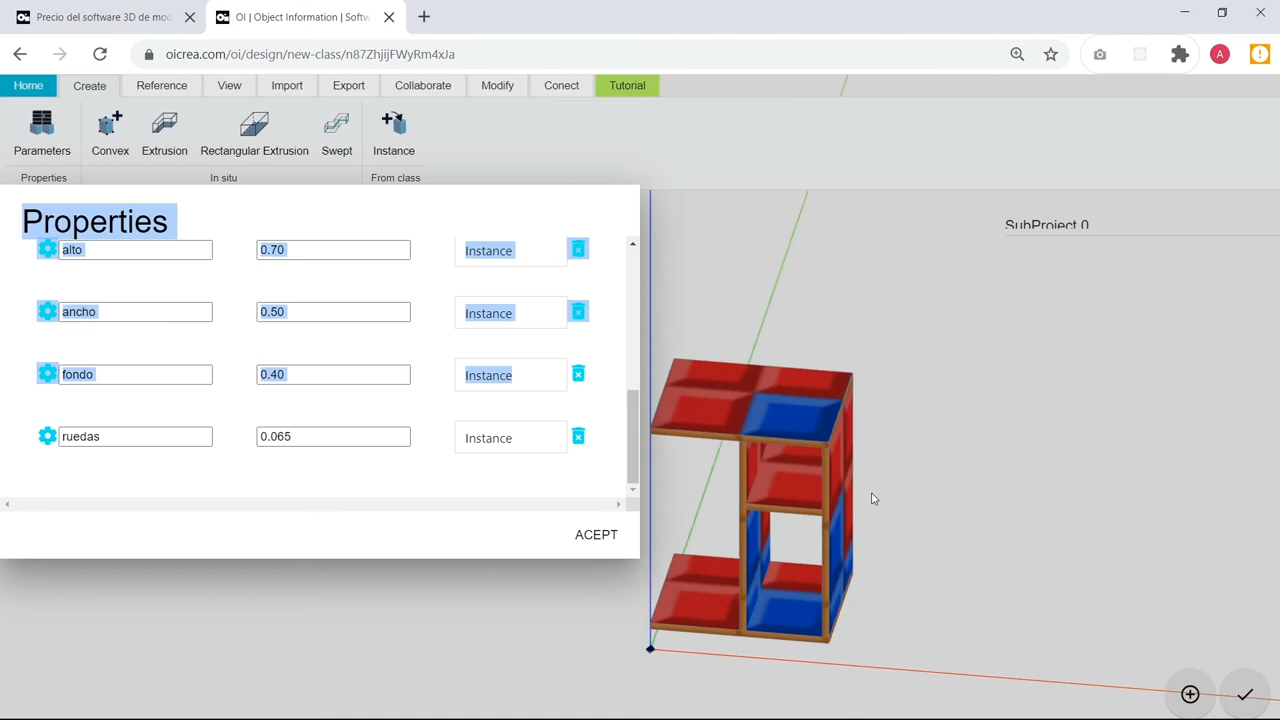 Precio del software 3D de mo
OI | Object Information | Softw
oicrea.com/oi/design/new-class/n87ZhjijFWyRm4xIa
A
Home Create Reference View Import Export Collaborate Modify Conect Tutorial
Parameters Convex Extrusion Rectangular Extrusion Swept Instance
Properties In situ From class
Properties
SubProject 0
alto 0.70 Instance
ancho 0.50 Instance
fondo 0.40 Instance
ruedas 0.065 Instance
ACEPT